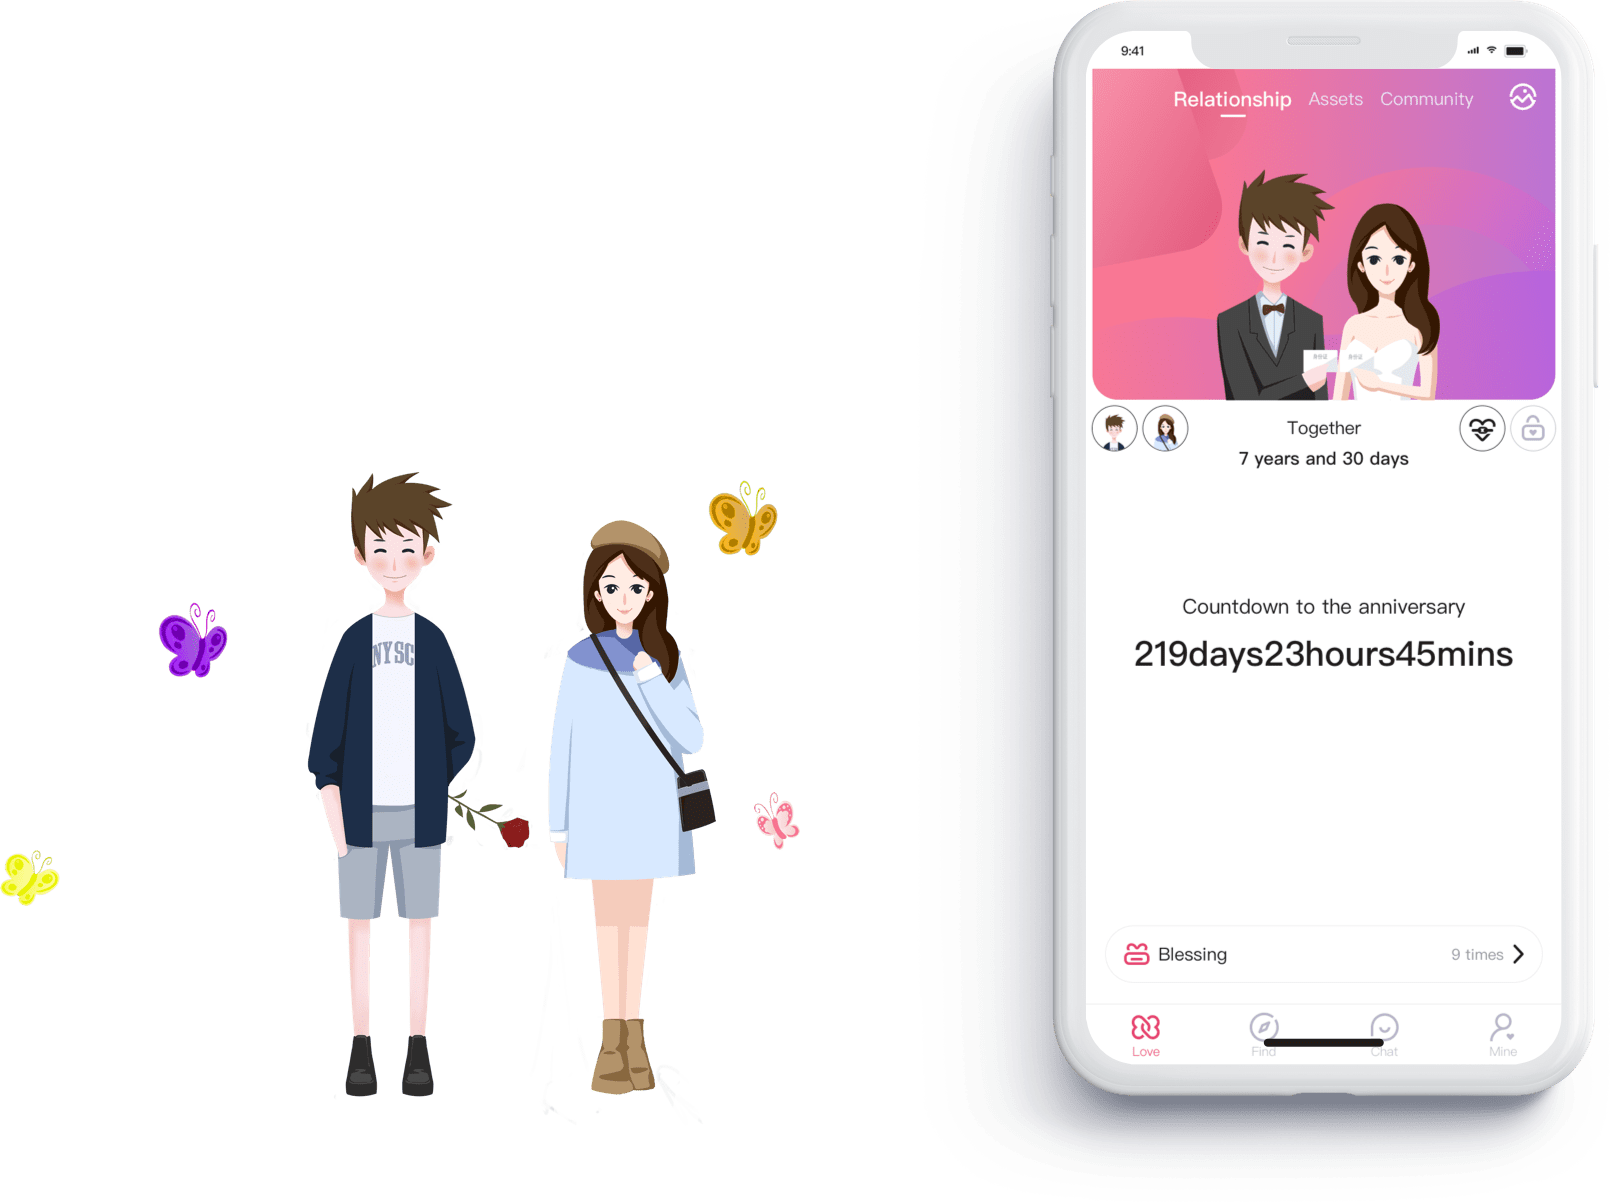 9:41
Relationship Assets Community
Together
7 years and 30 days
Countdown to the anniversary
219days23hours45mins
Blessing 9 times
Love Find Chat Mine
NYSC